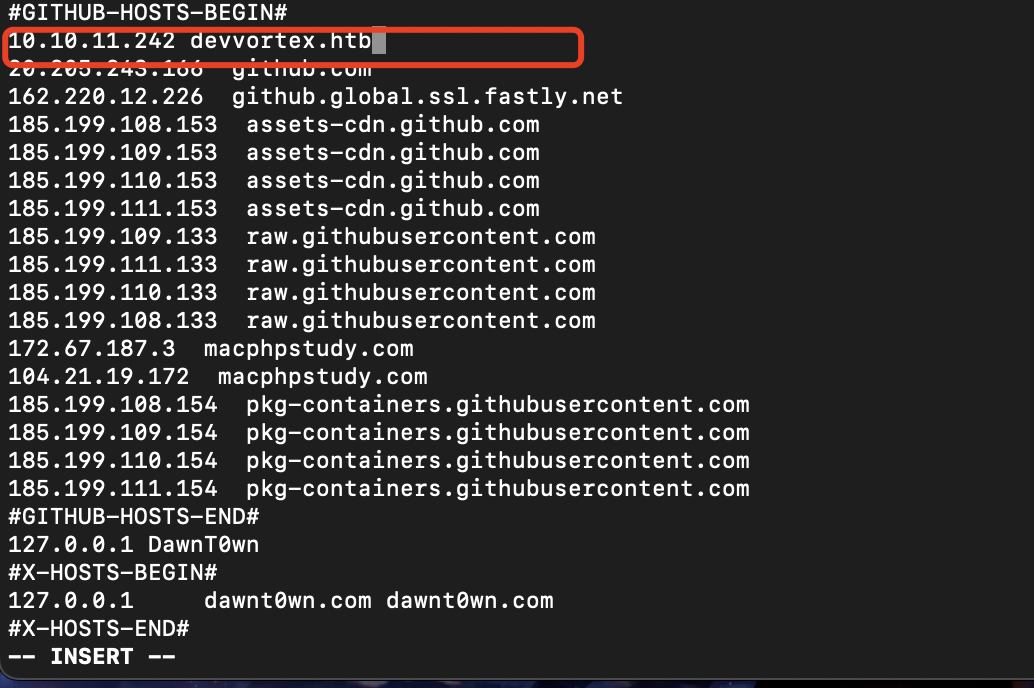 #GITHUB-HOSTS-BEGIN#
10.10.11.242 devvortex.htb
20.205.243.166  github.com
162.220.12.226  github.global.ssl.fastly.net
185.199.108.153  assets-cdn.github.com
185.199.109.153  assets-cdn.github.com
185.199.110.153  assets-cdn.github.com
185.199.111.153  assets-cdn.github.com
185.199.109.133  raw.githubusercontent.com
185.199.111.133  raw.githubusercontent.com
185.199.110.133  raw.githubusercontent.com
185.199.108.133  raw.githubusercontent.com
172.67.187.3  macphpstudy.com
104.21.19.172  macphpstudy.com
185.199.108.154  pkg-containers.githubusercontent.com
185.199.109.154  pkg-containers.githubusercontent.com
185.199.110.154  pkg-containers.githubusercontent.com
185.199.111.154  pkg-containers.githubusercontent.com
#GITHUB-HOSTS-END#
127.0.0.1 DawnT0wn
#X-HOSTS-BEGIN#
127.0.0.1     dawnt0wn.com dawnt0wn.com
#X-HOSTS-END#
-- INSERT --